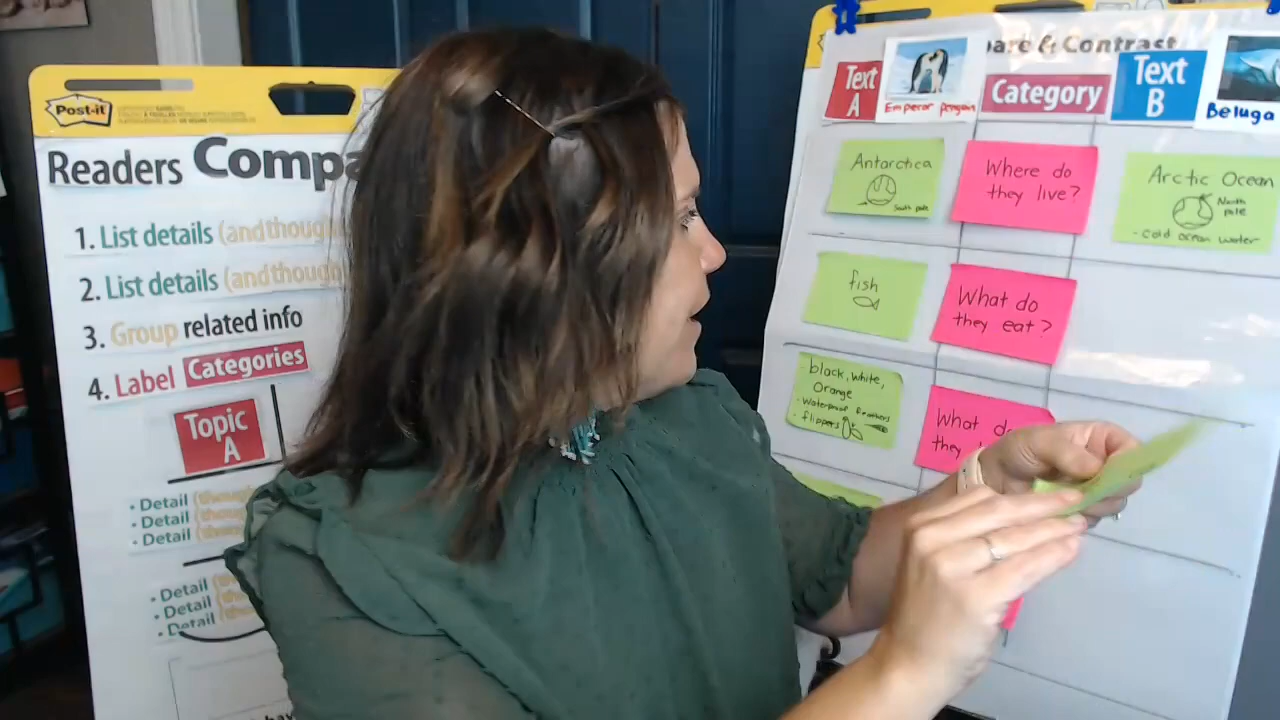 Post-it
Readers Compa
1. List details (and though
2. List details (and though
3. Group related info
4. Label Categories
Topic
A
• Detail
• Detail
• Detail
• Detail
• Detail
• Detail
& Contrast
Text
A
Emperor penguin
Category
Text
B
Beluga
Antarctica
South pole
Where do
they live?
Arctic Ocean
North
pole
- cold ocean water
fish
What do
they eat?
black, white,
Orange
- Waterproof feathers
- flippers
What do
they